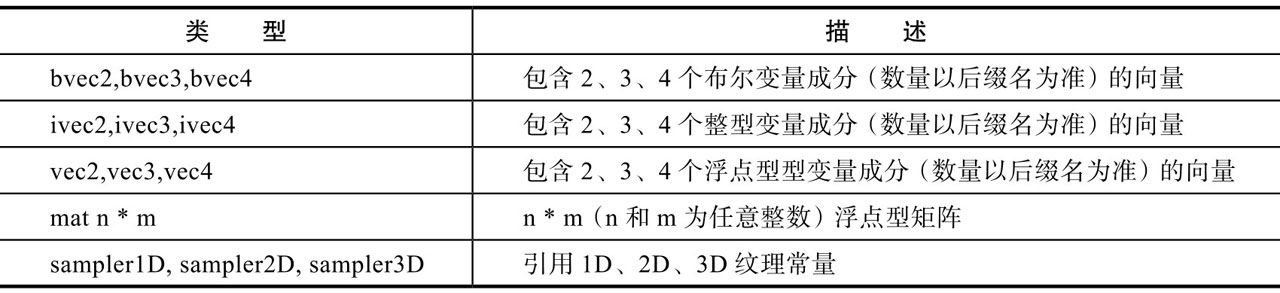 类 型 描 述
bvec2,bvec3,bvec4 包含 2、3、4 个布尔变量成分（数量以后缀名为准）的向量
ivec2,ivec3,ivec4 包含 2、3、4 个整型变量成分（数量以后缀名为准）的向量
vec2,vec3,vec4 包含 2、3、4 个浮点型型变量成分（数量以后缀名为准）的向量
mat n * m n * m（n 和 m 为任意整数）浮点型矩阵
sampler1D, sampler2D, sampler3D 引用 1D、2D、3D 纹理常量